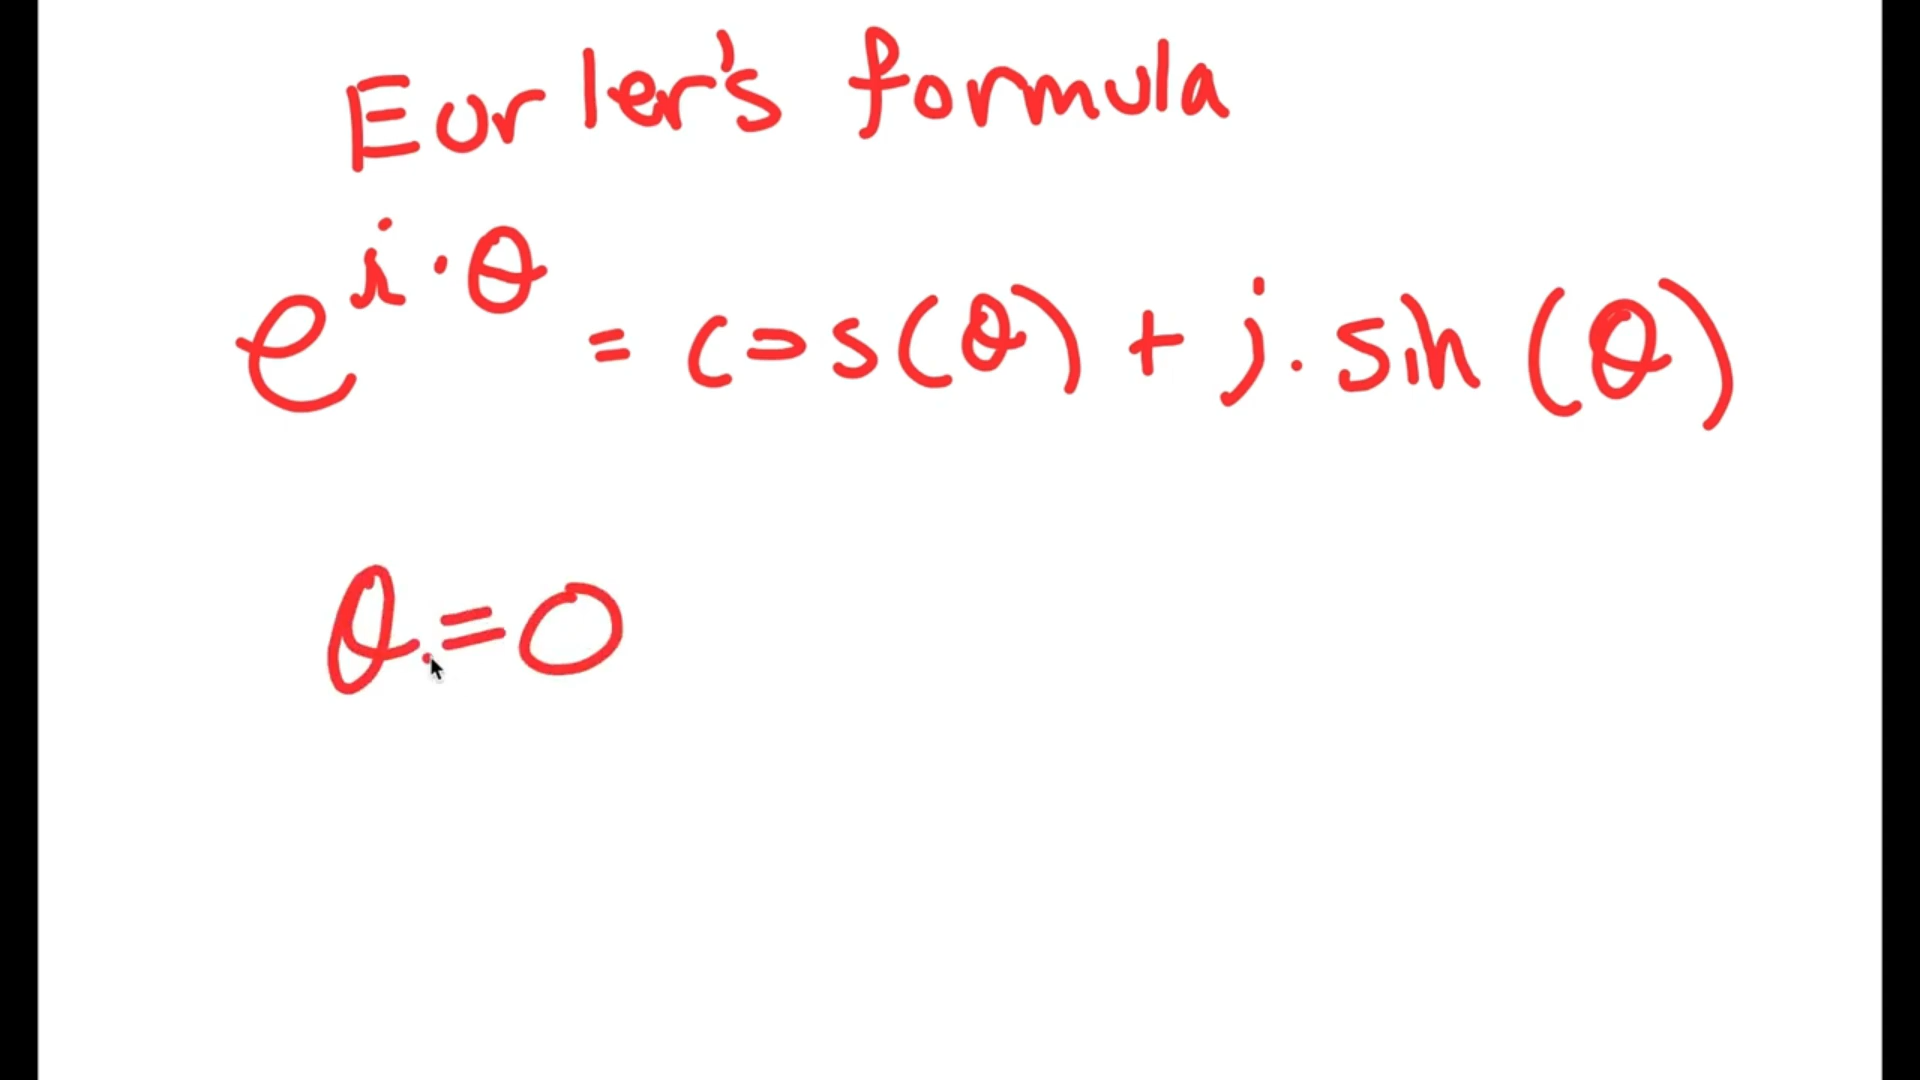 Eurler's formula
e^{i·θ} = cos(θ) + j. sin (θ)
θ.=0